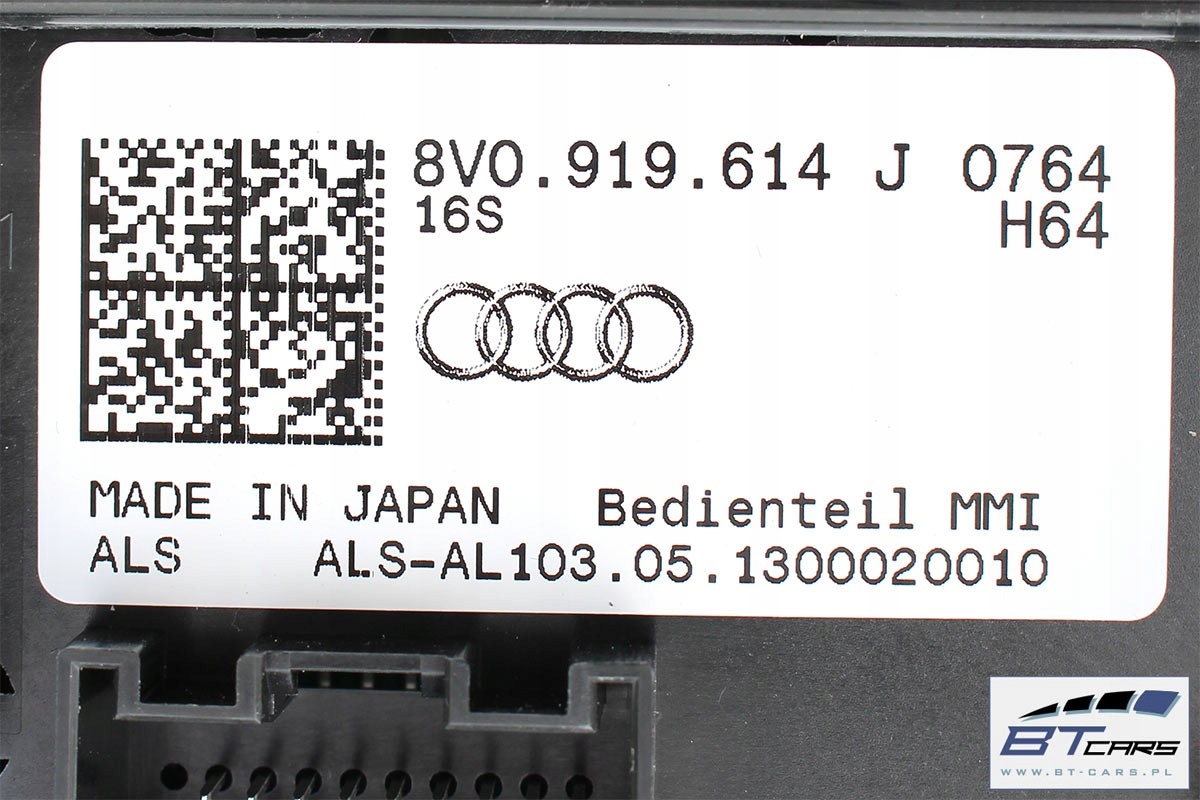 8V0.919.614 J 0764
16S H64
MADE IN JAPAN Bedienteil MMI
ALS ALS-AL103.05.1300020010
BT CARS
WWW.BT-CARS.PL